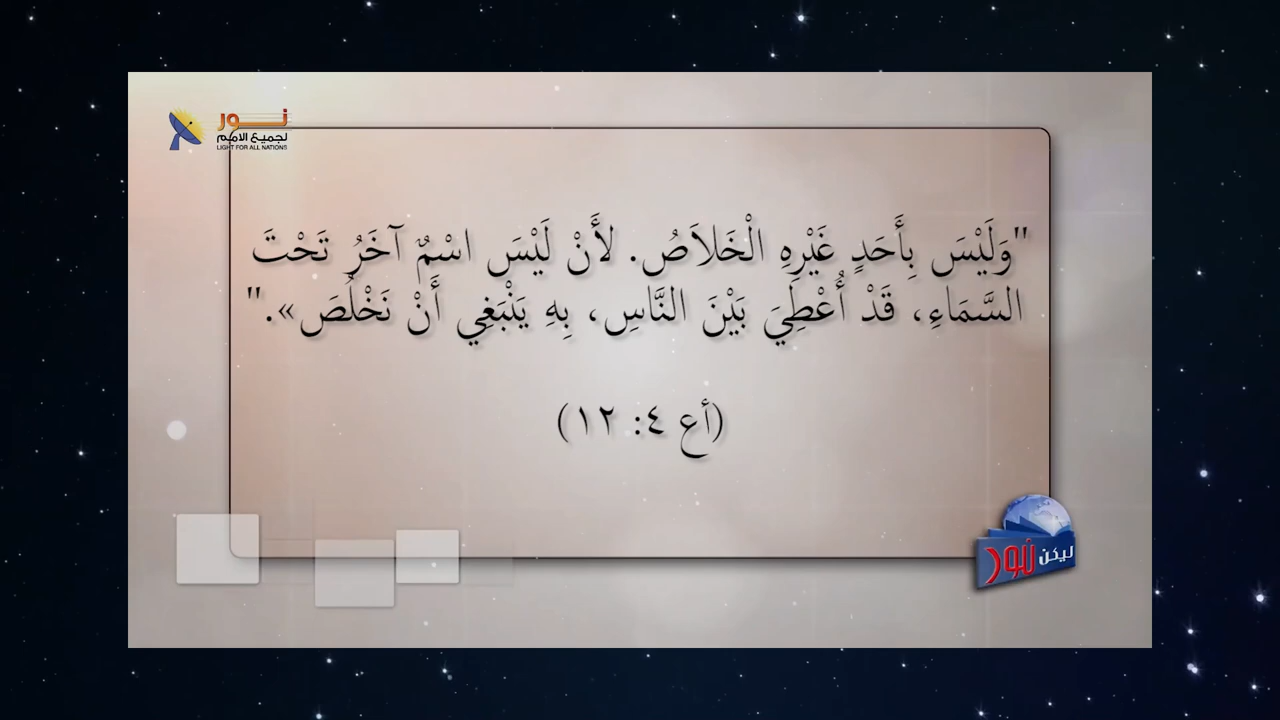 نور
لجميع الامم
LIGHT FOR ALL NATIONS
"وَلَيْسَ بِأَحَدٍ غَيْرِهِ الْخَلاَصُ. لأَنْ لَيْسَ اسْمٌ آخَرُ تَحْتَ
السَّمَاءِ، قَدْ أُعْطِيَ بَيْنَ النَّاسِ، بِهِ يَنْبَغِي أَنْ نَخْلُصَ»."
(أع ٤: ١٢)
ليكن نور